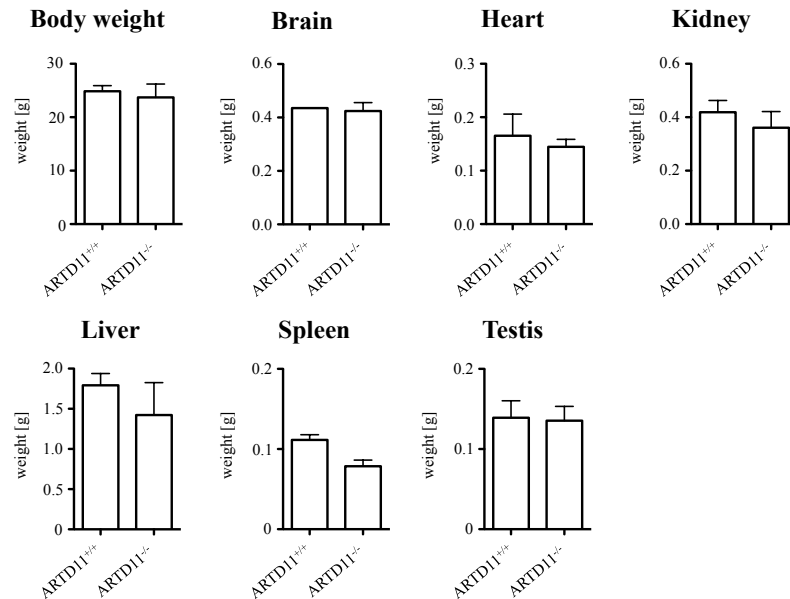 Body weight
Brain
Heart
Kidney
weight [g]
30
20
10
0
ARTD11+/+
ARTD11-/-
weight [g]
0.6
0.4
0.2
0.0
ARTD11+/+
ARTD11-/-
weight [g]
0.3
0.2
0.1
0.0
ARTD11+/+
ARTD11-/-
weight [g]
0.6
0.4
0.2
0.0
ARTD11+/+
ARTD11-/-
Liver
Spleen
Testis
weight [g]
2.0
1.5
1.0
0.5
0
ARTD11+/+
ARTD11-/-
weight [g]
0.2
0.1
0
ARTD11+/+
ARTD11-/-
weight [g]
0.2
0.1
0
ARTD11+/+
ARTD11-/-